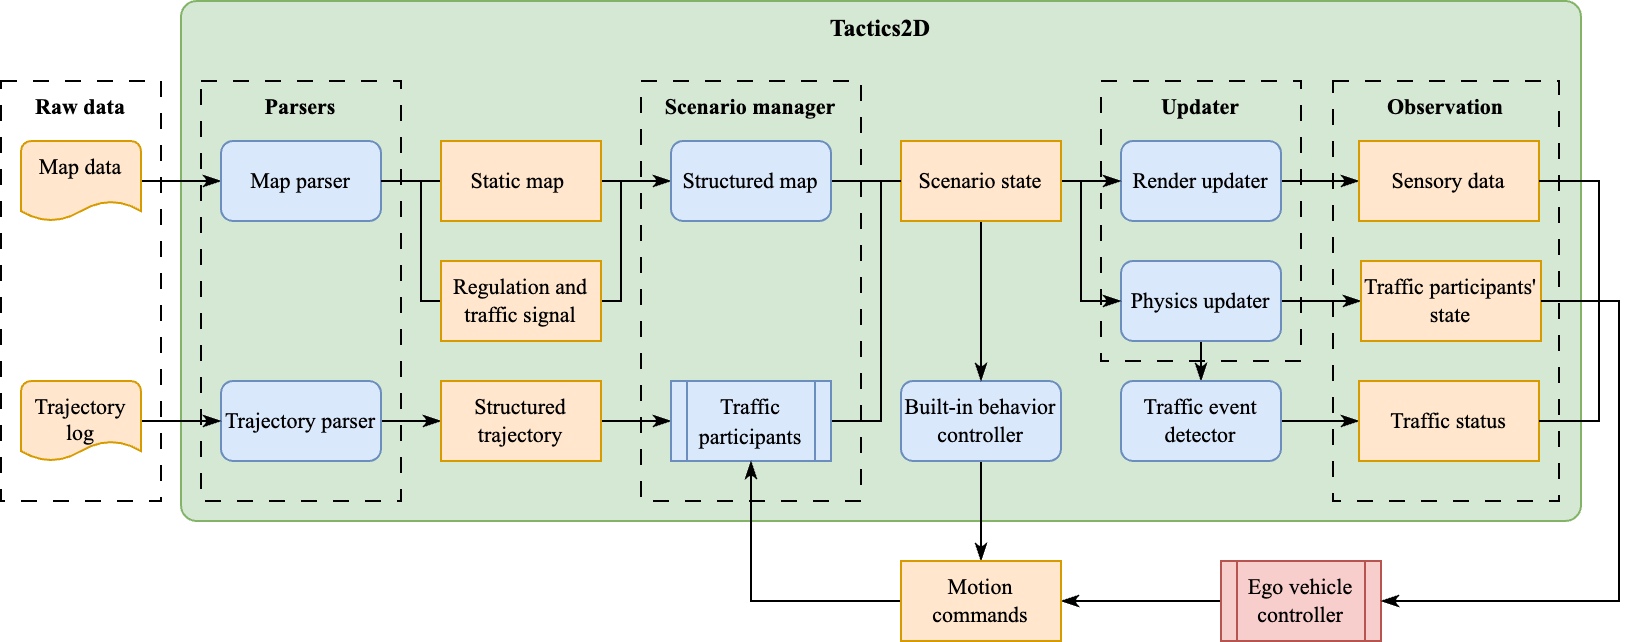 Tactics2D
Raw data
Parsers
Scenario manager
Updater
Observation
Map data
Map parser
Static map
Structured map
Scenario state
Render updater
Sensory data
Regulation and
traffic signal
Physics updater
Traffic participants'
state
Trajectory
log
Trajectory parser
Structured
trajectory
Traffic
participants
Built-in behavior
controller
Traffic event
detector
Traffic status
Motion
commands
Ego vehicle
controller